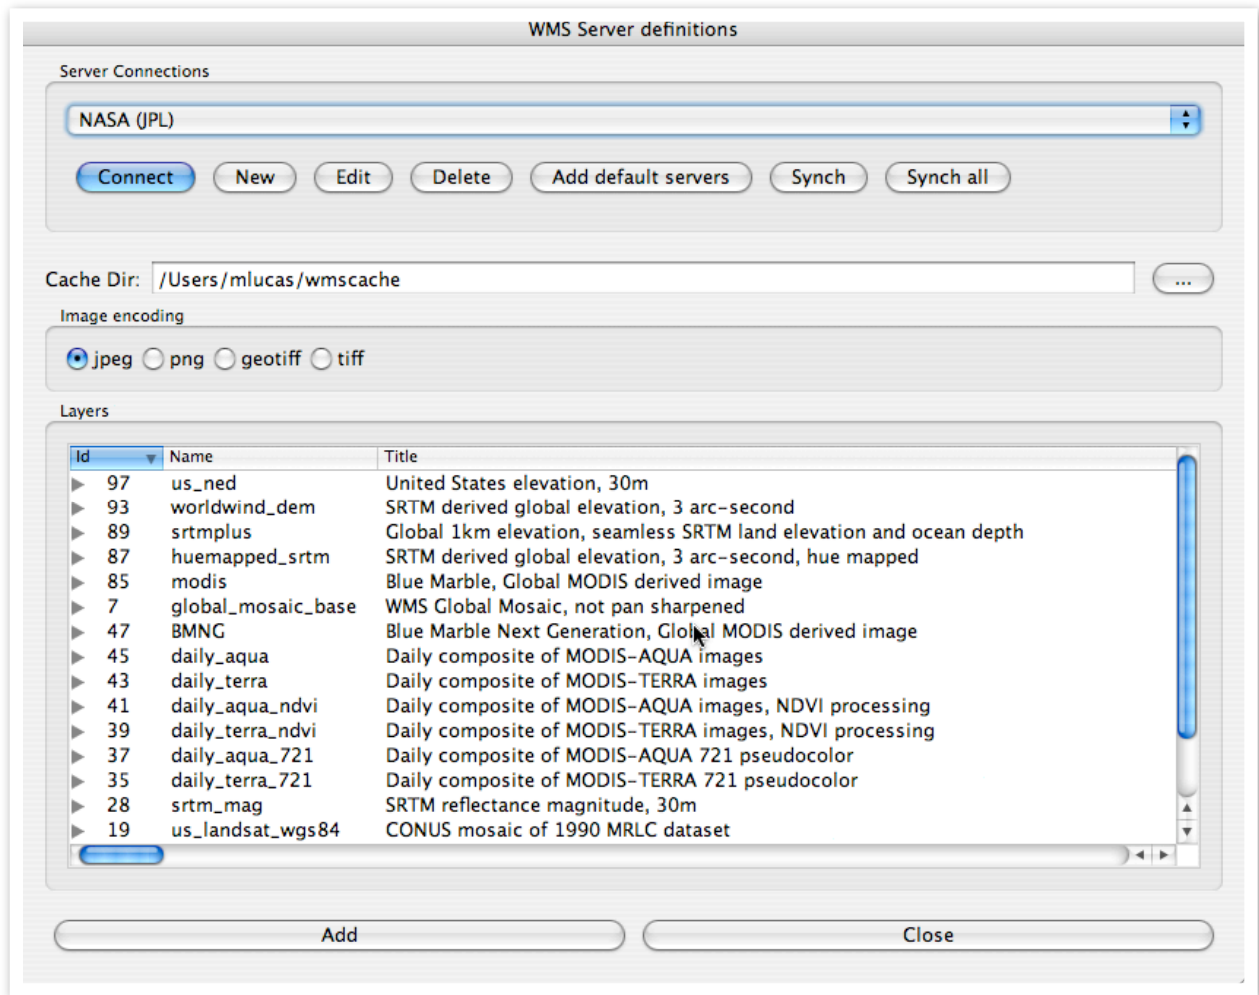 WMS Server definitions
Server Connections
NASA (JPL)
Connect New Edit Delete Add default servers Synch Synch all
Cache Dir: /Users/mlucas/wmscache ...
Image encoding
jpeg png geotiff tiff
Layers
Id Name Title
97 us_ned United States elevation, 30m
93 worldwind_dem SRTM derived global elevation, 3 arc-second
89 srtmplus Global 1km elevation, seamless SRTM land elevation and ocean depth
87 huemapped_srtm SRTM derived global elevation, 3 arc-second, hue mapped
85 modis Blue Marble, Global MODIS derived image
7 global_mosaic_base WMS Global Mosaic, not pan sharpened
47 BMNG Blue Marble Next Generation, Global MODIS derived image
45 daily_aqua Daily composite of MODIS-AQUA images
43 daily_terra Daily composite of MODIS-TERRA images
41 daily_aqua_ndvi Daily composite of MODIS-AQUA images, NDVI processing
39 daily_terra_ndvi Daily composite of MODIS-TERRA images, NDVI processing
37 daily_aqua_721 Daily composite of MODIS-AQUA 721 pseudocolor
35 daily_terra_721 Daily composite of MODIS-TERRA 721 pseudocolor
28 srtm_mag SRTM reflectance magnitude, 30m
19 us_landsat_wgs84 CONUS mosaic of 1990 MRLC dataset
Add Close